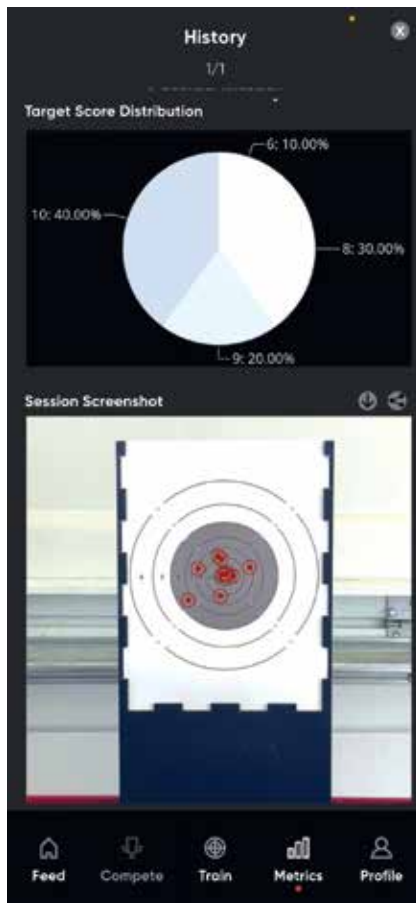 History
1/1
Target Score Distribution
6: 10.00%
10: 40.00%
8: 30.00%
9: 20.00%
Session Screenshot
Feed
Compete
Train
Metrics
Profile